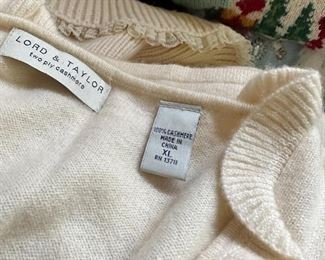 LORD & TAYLOR
two ply cashmere
100% CASHMERE
MADE IN
CHINA
XL
RN 13711